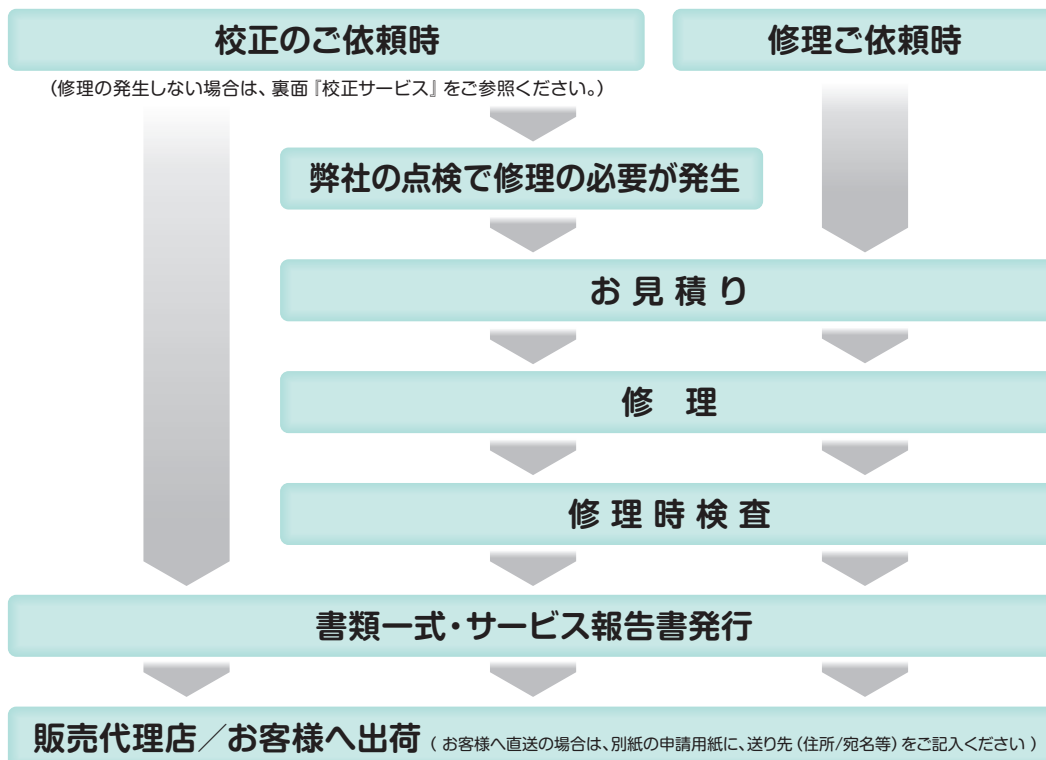 校正のご依頼時
修理ご依頼時
（修理の発生しない場合は、裏面『校正サービス』をご参照ください。）
弊社の点検で修理の必要が発生
お見積り
修　理
修理時検査
書類一式・サービス報告書発行
販売代理店／お客様へ出荷（お客様へ直送の場合は、別紙の申請用紙に、送り先（住所/宛名等）をご記入ください）